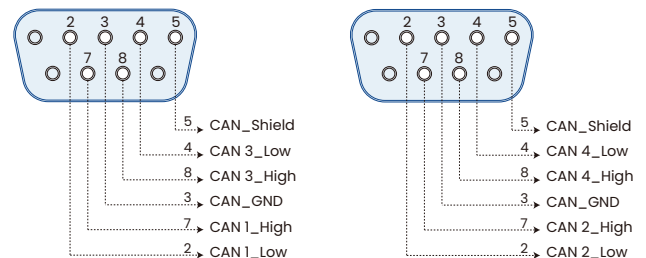 2 3 4 5
7 8
5 CAN_Shield
4 CAN 3_Low
8 CAN 3_High
3 CAN_GND
7 CAN 1_High
2 CAN 1_Low
2 3 4 5
7 8
5 CAN_Shield
4 CAN 4_Low
8 CAN 4_High
3 CAN_GND
7 CAN 2_High
2 CAN 2_Low